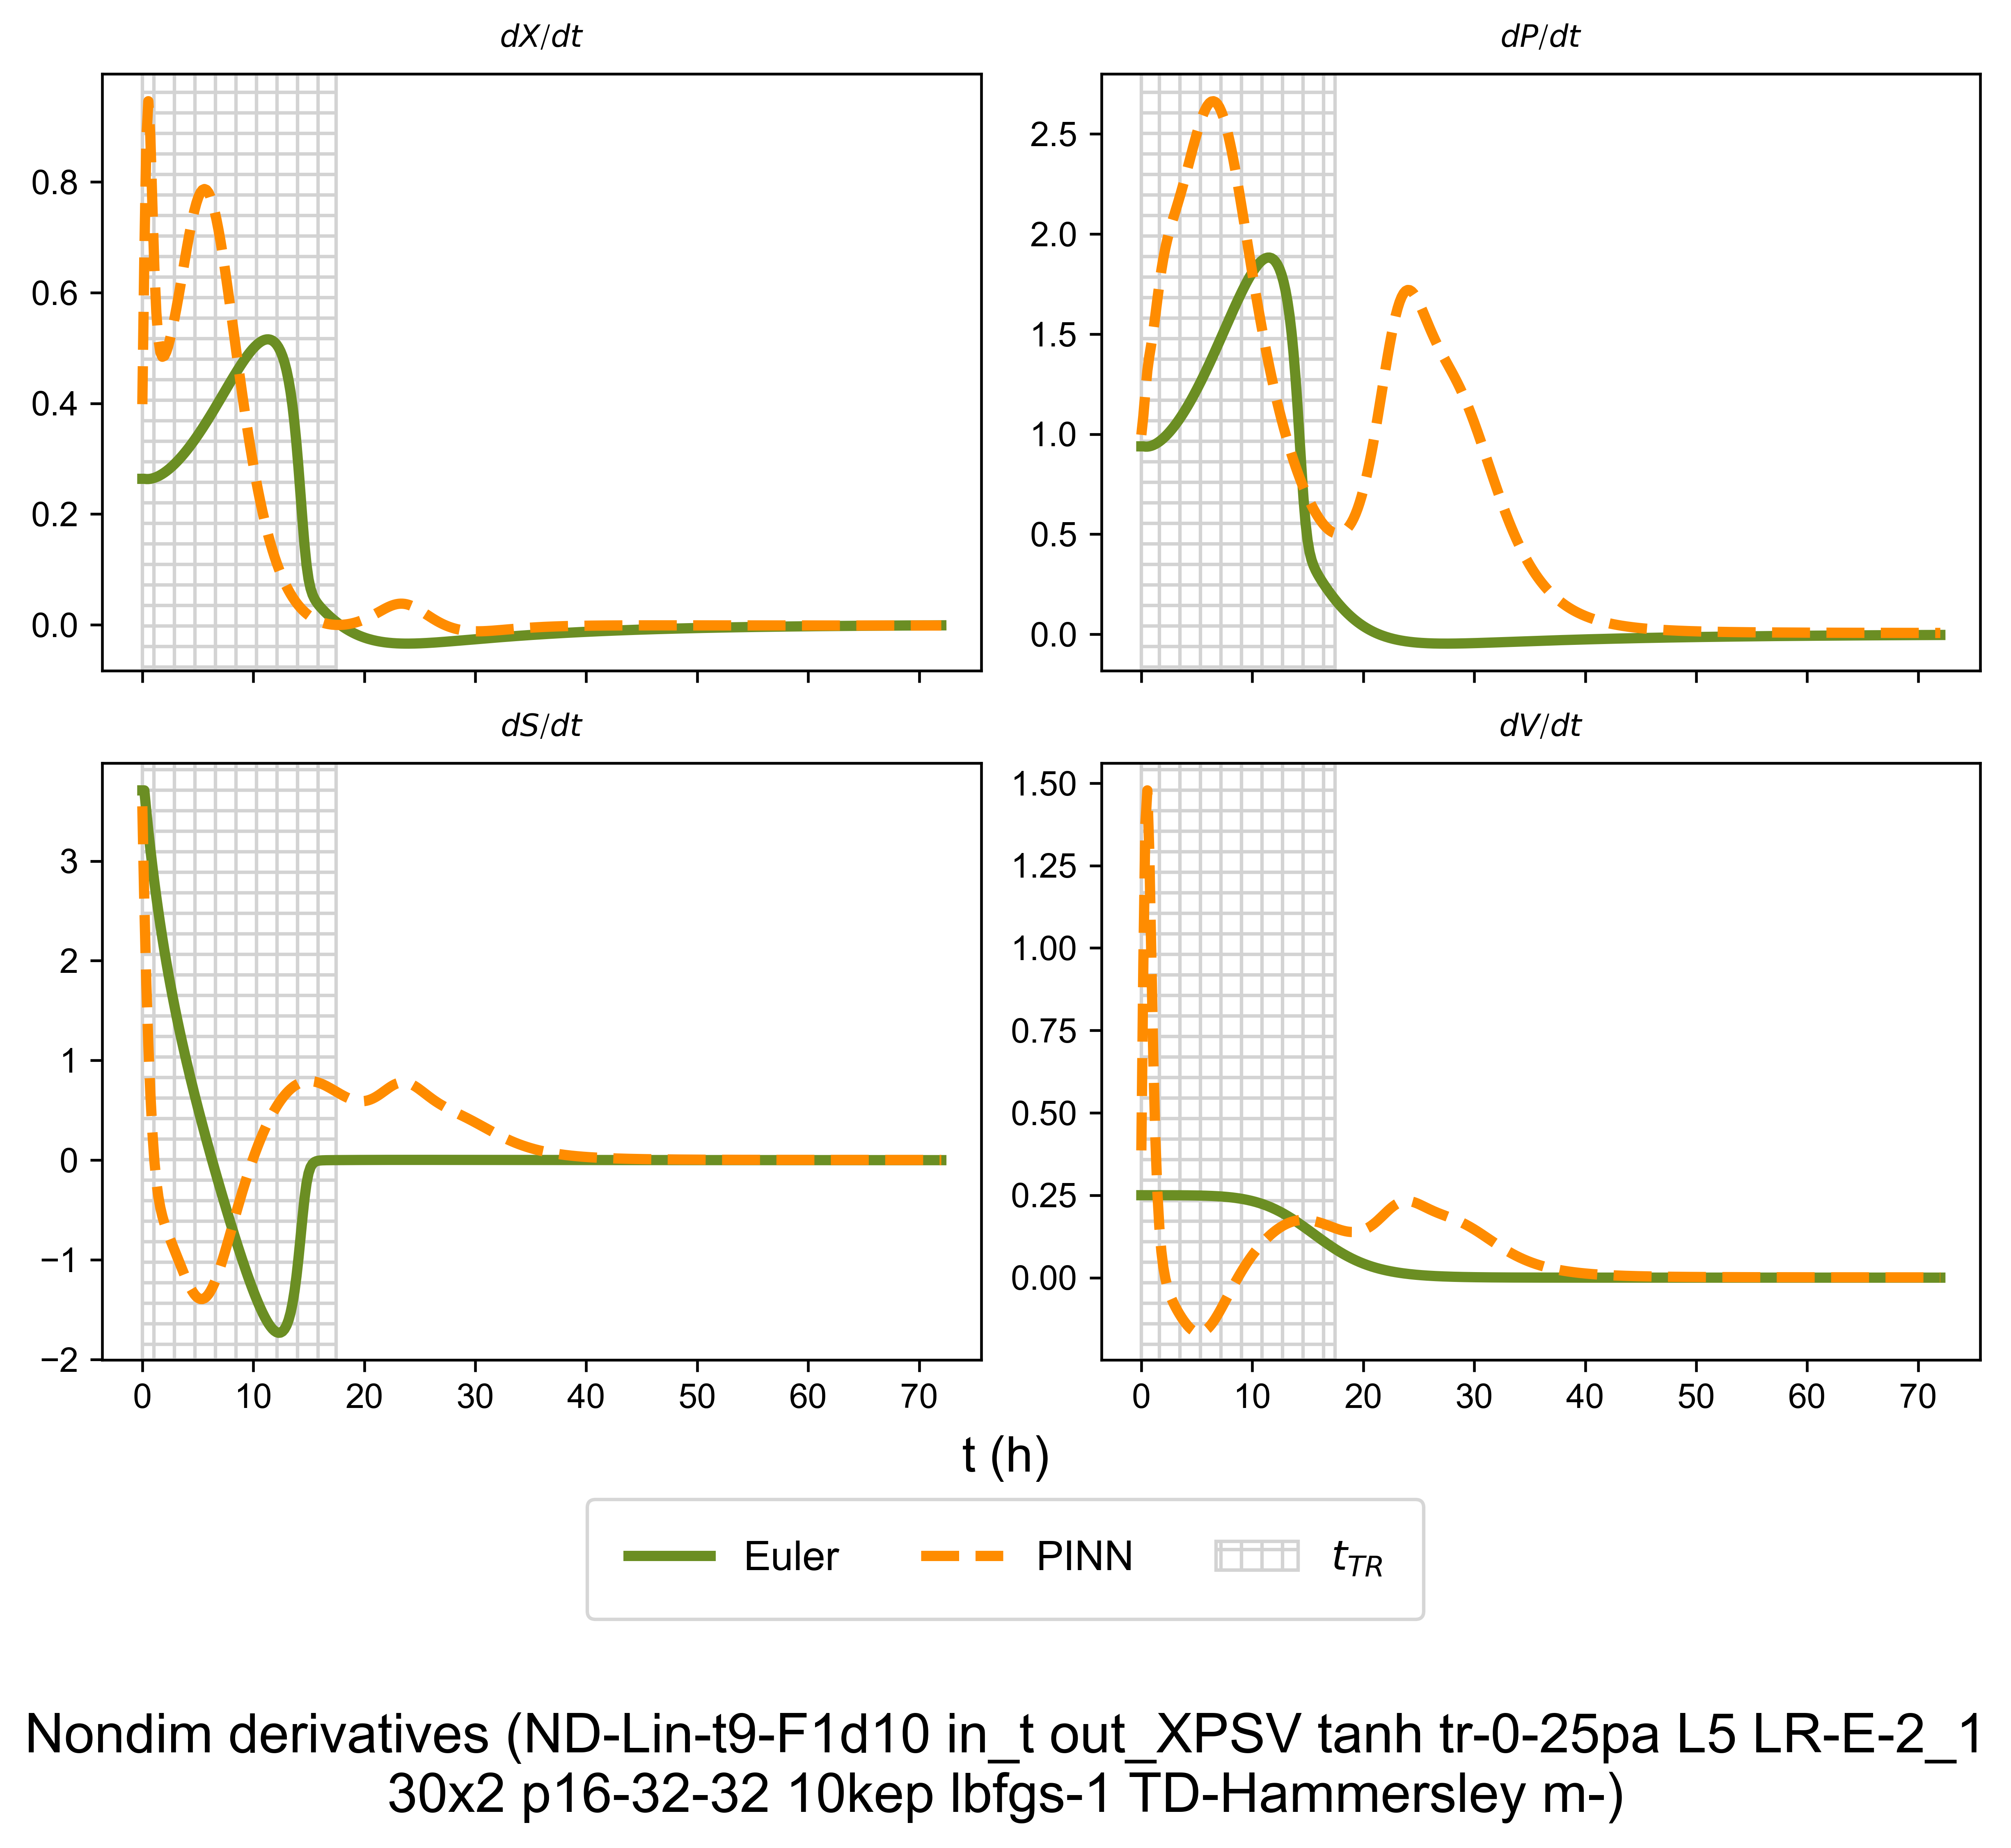 dX/dt
dP/dt
0.8
0.6
0.4
0.2
0.0
2.5
2.0
1.5
1.0
0.5
0.0
dS/dt
dV/dt
3
2
1
0
−1
−2
0 10 20 30 40 50 60 70
1.50
1.25
1.00
0.75
0.50
0.25
0.00
0 10 20 30 40 50 60 70
t (h)
Euler PINN t_TR
Nondim derivatives (ND-Lin-t9-F1d10 in_t out_XPSV tanh tr-0-25pa L5 LR-E-2_1
30x2 p16-32-32 10kep lbfgs-1 TD-Hammersley m-)